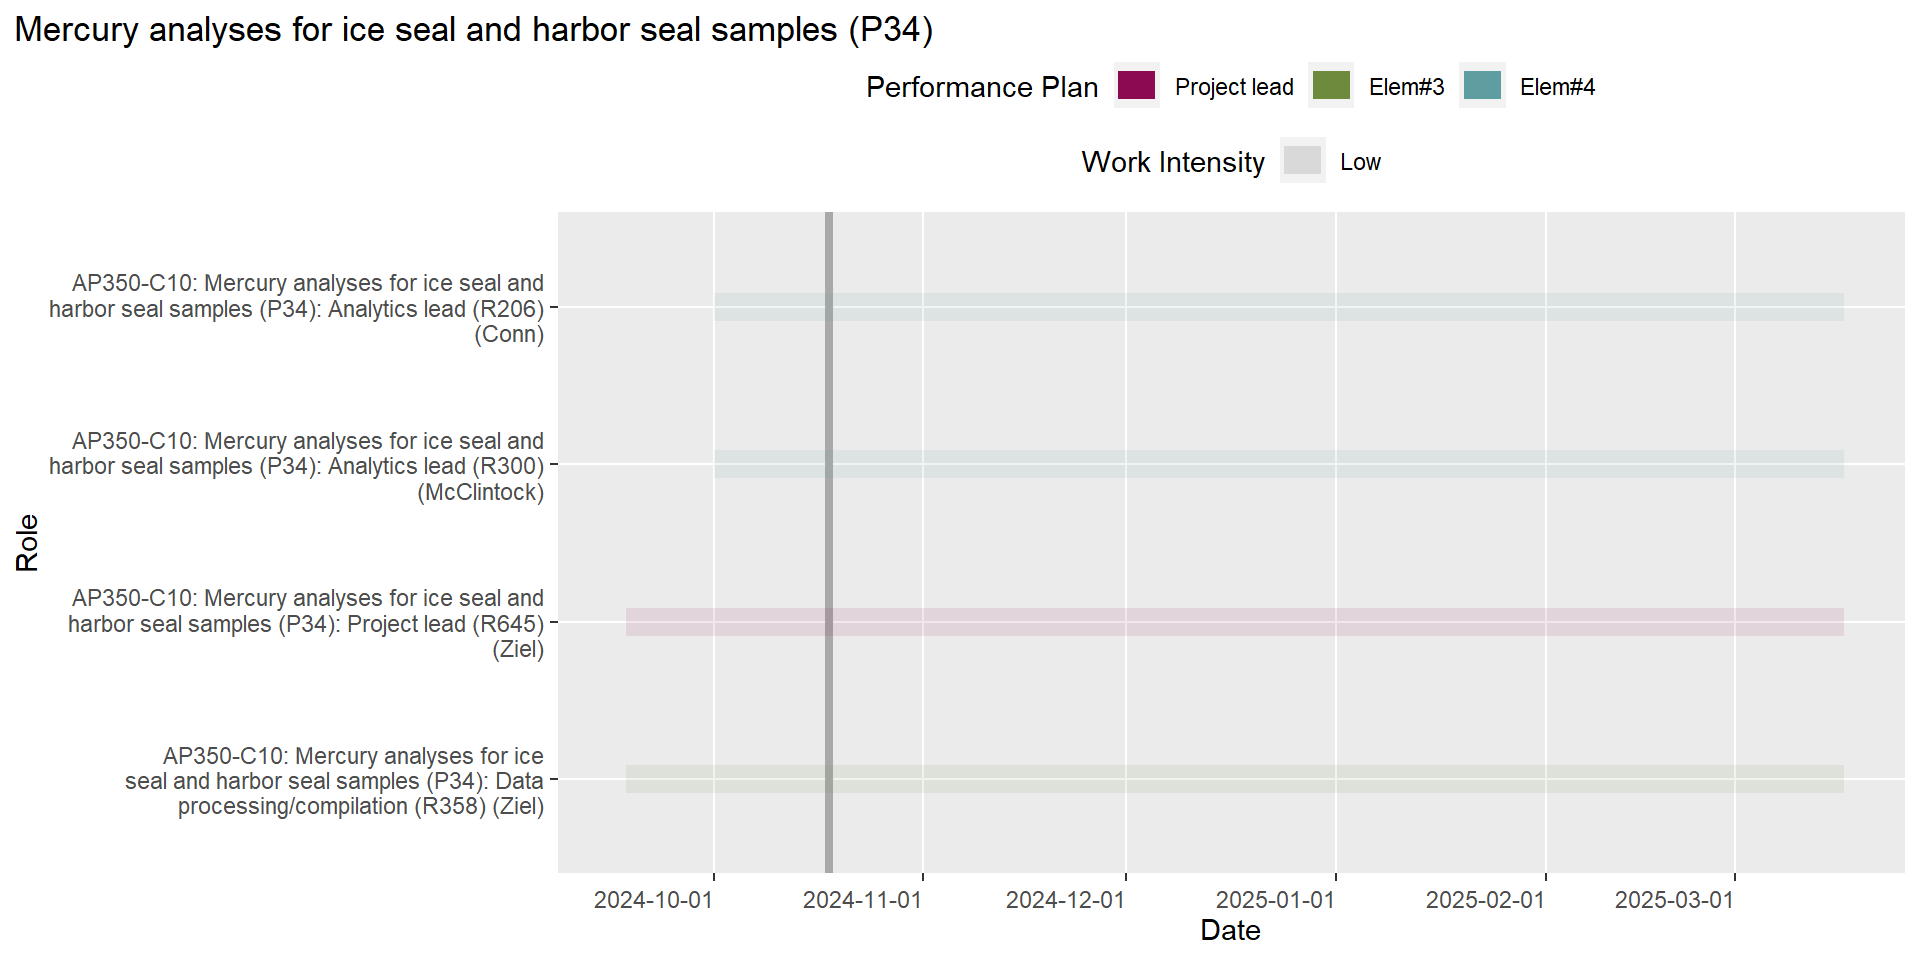 Mercury analyses for ice seal and harbor seal samples (P34)
Performance Plan Project lead Elem#3 Elem#4
Work Intensity Low
AP350-C10: Mercury analyses for ice seal and
harbor seal samples (P34): Analytics lead (R206)
(Conn)
AP350-C10: Mercury analyses for ice seal and
harbor seal samples (P34): Analytics lead (R300)
(McClintock)
Role
AP350-C10: Mercury analyses for ice seal and
harbor seal samples (P34): Project lead (R645)
(Ziel)
AP350-C10: Mercury analyses for ice
seal and harbor seal samples (P34): Data
processing/compilation (R358) (Ziel)
2024-10-01 2024-11-01 2024-12-01 2025-01-01 2025-02-01 2025-03-01
Date